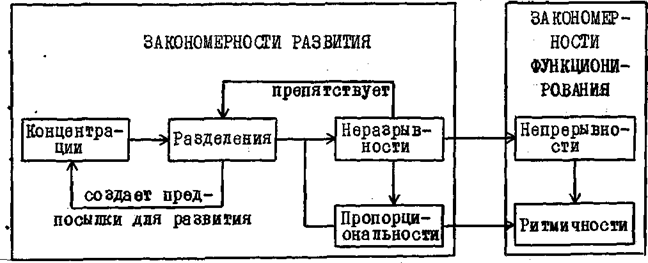 ЗАКОНОМЕРНОСТИ РАЗВИТИЯ
препятствует
Концентра-
ции
Разделения
Неразрыв-
ности
создает пред-
посылки для развития
Пропорци-
ональности
ЗАКОНОМЕР-
НОСТИ
ФУНКЦИОНИ-
РОВАНИЯ
Непрерывно-
сти
Ритмичности